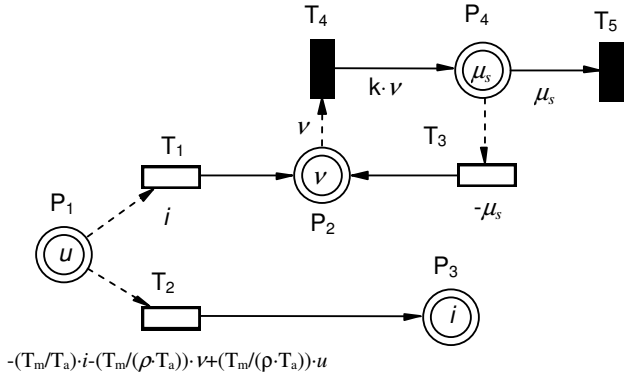 T₄
P₄
T₅
μₛ
k·ν
μₛ
ν
T₃
T₁
ν
P₁
i
-μₛ
P₂
u
T₂
P₃
i
-(Tₘ/Tₐ)·i-(Tₘ/(ρ·Tₐ))·ν+(Tₘ/(ρ·Tₐ))·u